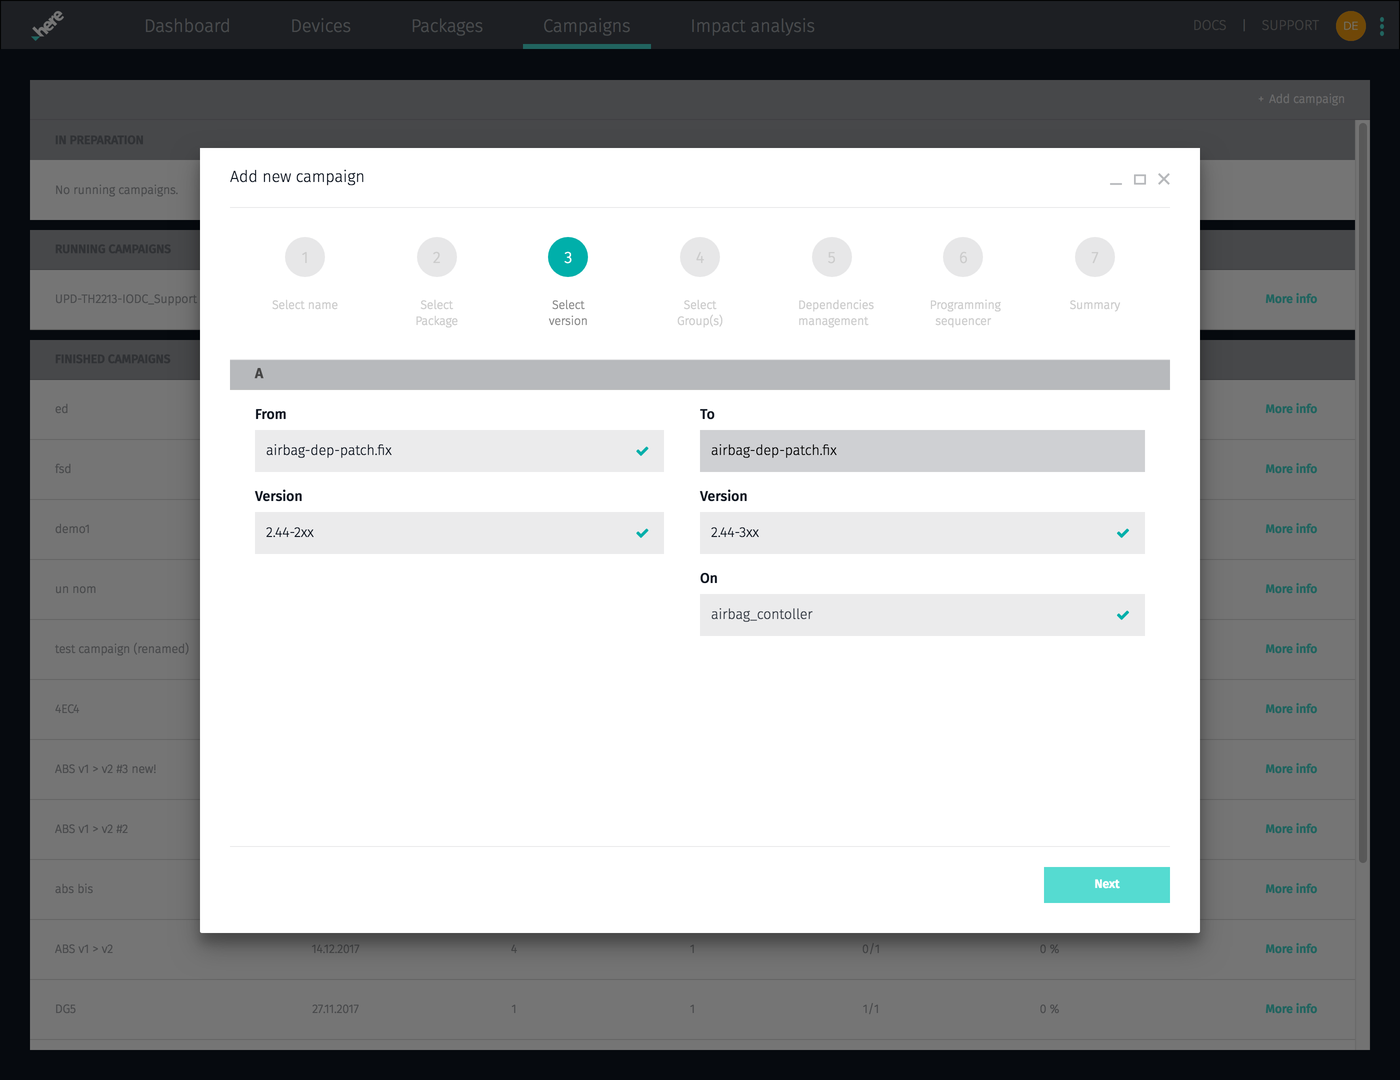 here
Dashboard
Devices
Packages
Campaigns
Impact analysis
DOCS | SUPPORT
DE
+ Add campaign
IN PREPARATION
No running campaigns.
RUNNING CAMPAIGNS
UPD-TH2213-IODC_Support
More info
FINISHED CAMPAIGNS
ed
More info
fsd
More info
demo1
More info
un nom
More info
test campaign (renamed)
More info
4EC4
More info
ABS v1 > v2 #3 new!
More info
ABS v1 > v2 #2
More info
abs bis
More info
ABS v1 > v2 14.12.2017 4 1 0/1 0 % More info
DG5 27.11.2017 1 1 1/1 0 % More info
Add new campaign
1
Select name
2
Select
Package
3
Select
version
4
Select
Group(s)
5
Dependencies
management
6
Programming
sequencer
7
Summary
A
From
airbag-dep-patch.fix
Version
2.44-2xx
To
airbag-dep-patch.fix
Version
2.44-3xx
On
airbag_contoller
Next